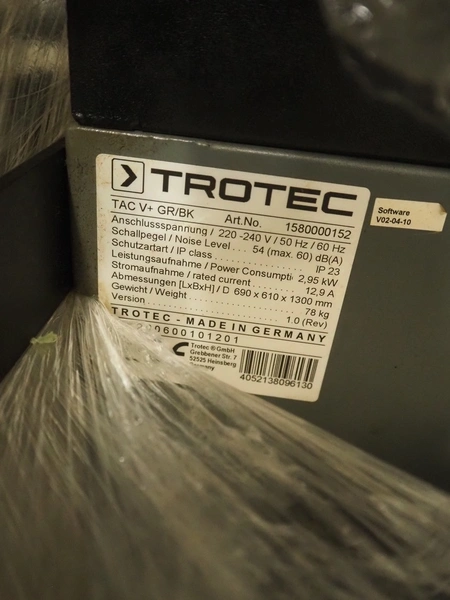 TROTEC
TAC V+ GR/BK Art.No. 1580000152
Anschlussspannung / 220 -240 V / 50 Hz / 60 Hz
Schallpegel / Noise Level . . . 54 (max. 60) dB(A)
Schutzartart / IP class IP 23
Leistungsaufnahme / Power Consumpti 2,95 kW
Stromaufnahme / rated current . . . . 12,9 A
Abmessungen [LxBxH] / D 690 x 610 x 1300 mm
Gewicht / Weight 78 kg
Version 1.0 (Rev)
TROTEC - MADE IN GERMANY
0600101201
Trotec ®GmbH
Grebbener Str. 7
52525 Heinsberg
Germany
4052138096130
Software
V02-04-10